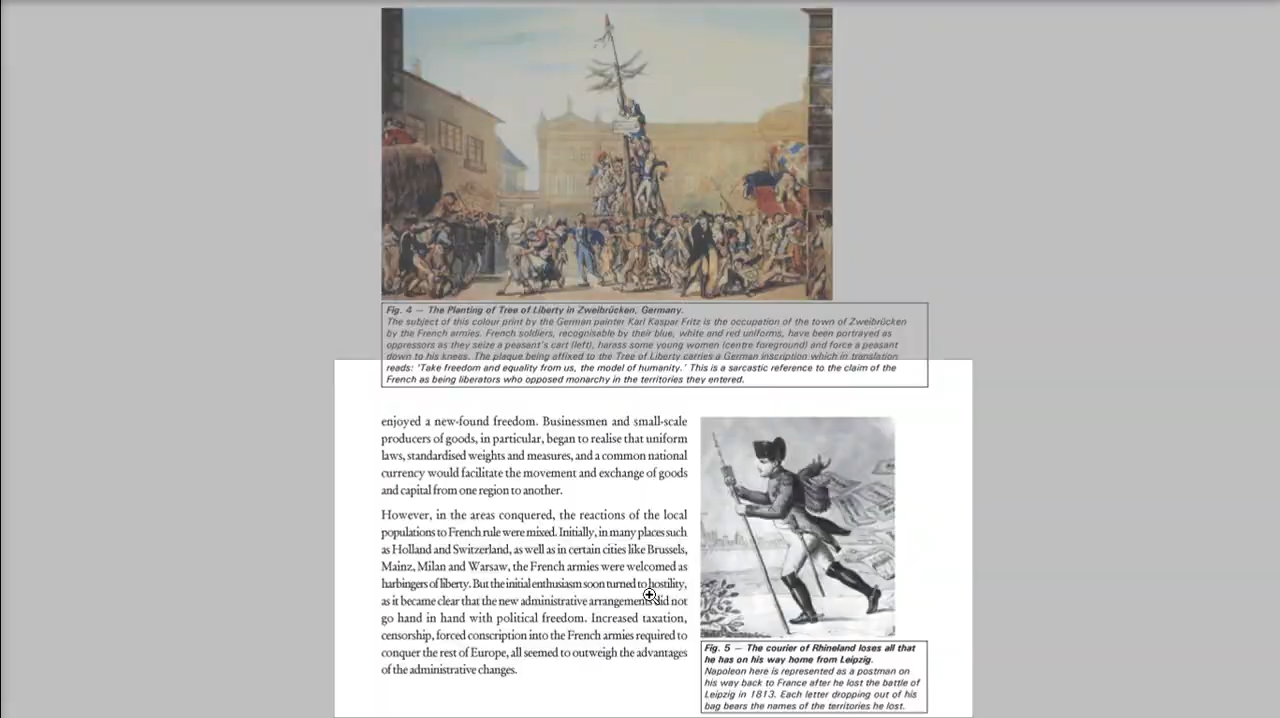 Fig. 4 — The Planting of Tree of Liberty in Zweibrücken, Germany.
The subject of this colour print by the German painter Karl Kaspar Fritz is the occupation of the town of Zweibrücken
by the French armies. French soldiers, recognisable by their blue, white and red uniforms, have been portrayed as
oppressors as they seize a peasant's cart (left), harass some young women (centre foreground) and force a peasant
down to his knees. The plaque being affixed to the Tree of Liberty carries a German inscription which in translation
reads: 'Take freedom and equality from us, the model of humanity.' This is a sarcastic reference to the claim of the
French as being liberators who opposed monarchy in the territories they entered.
enjoyed a new-found freedom. Businessmen and small-scale
producers of goods, in particular, began to realise that uniform
laws, standardised weights and measures, and a common national
currency would facilitate the movement and exchange of goods
and capital from one region to another.
However, in the areas conquered, the reactions of the local
populations to French rule were mixed. Initially, in many places such
as Holland and Switzerland, as well as in certain cities like Brussels,
Mainz, Milan and Warsaw, the French armies were welcomed as
harbingers of liberty. But the initial enthusiasm soon turned to hostility,
as it became clear that the new administrative arrangements did not
go hand in hand with political freedom. Increased taxation,
censorship, forced conscription into the French armies required to
conquer the rest of Europe, all seemed to outweigh the advantages
of the administrative changes.
Fig. 5 — The courier of Rhineland loses all that
he has on his way home from Leipzig.
Napoleon here is represented as a postman on
his way back to France after he lost the battle of
Leipzig in 1813. Each letter dropping out of his
bag bears the names of the territories he lost.